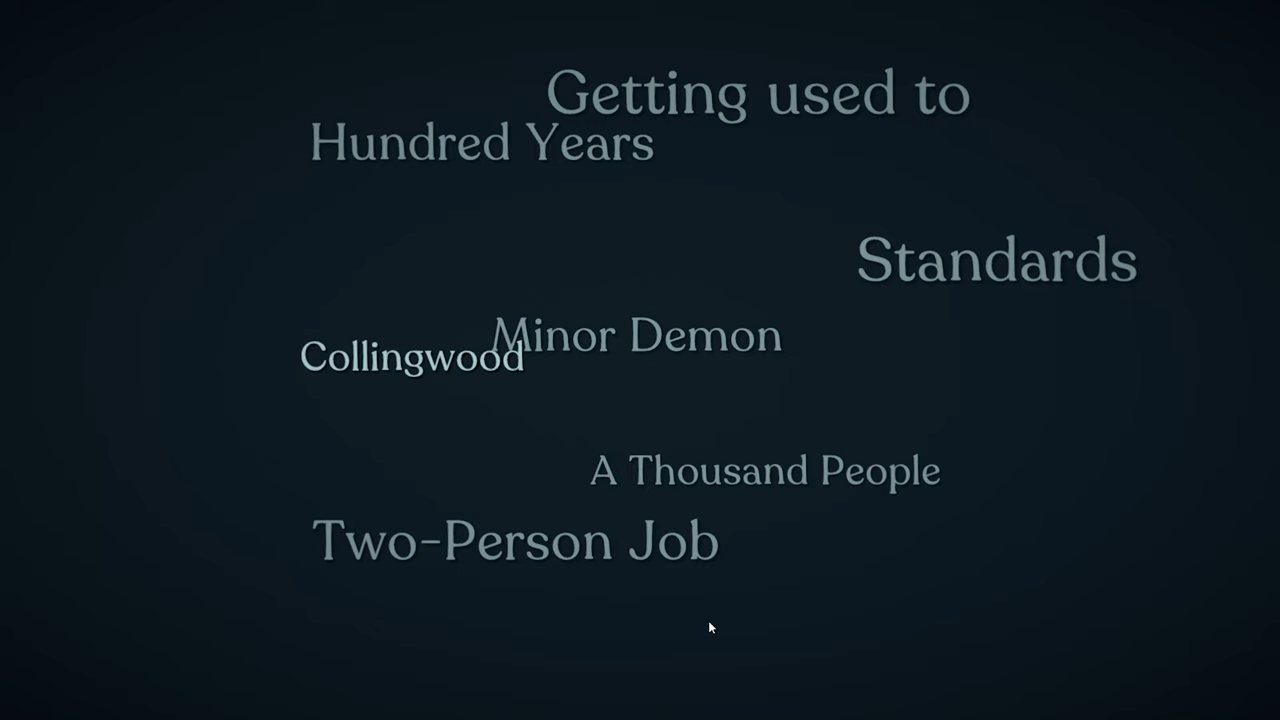 Getting used to
Hundred Years
Standards
Minor Demon
Collingwood
A Thousand People
Two-Person Job